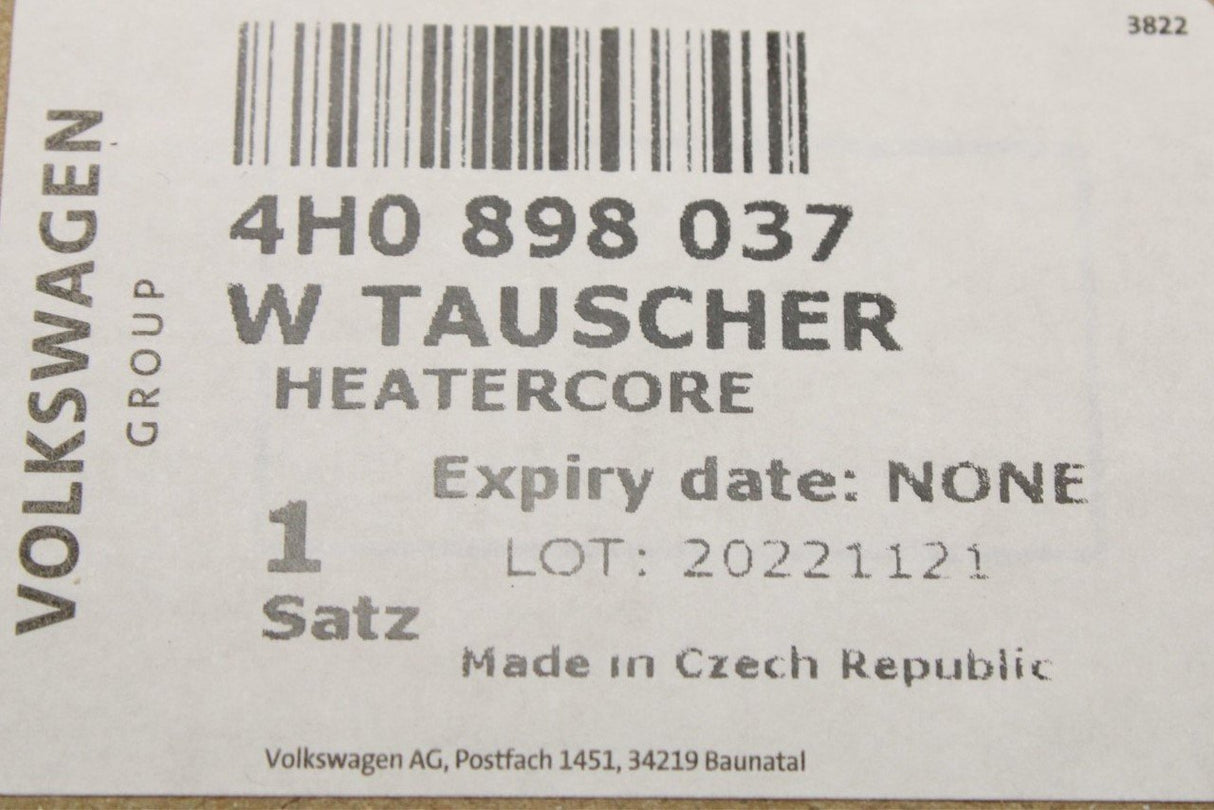 3822
VOLKSWAGEN
GROUP
4H0 898 037
W TAUSCHER
HEATERCORE
Expiry date: NONE
1
LOT: 20221121
Satz
Made in Czech Republic
Volkswagen AG, Postfach 1451, 34219 Baunatal